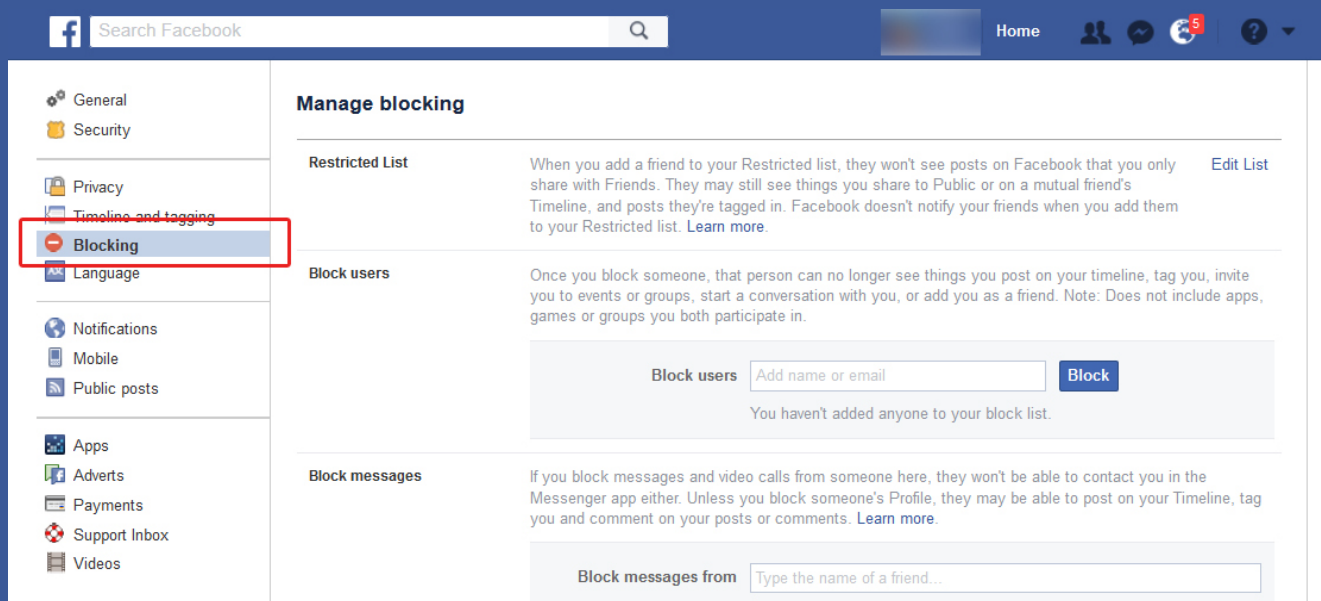 f
Search Facebook
Home
5
?
General
Security
Privacy
Timeline and tagging
Blocking
Language
Notifications
Mobile
Public posts
Apps
Adverts
Payments
Support Inbox
Videos
Manage blocking
Restricted List
When you add a friend to your Restricted list, they won't see posts on Facebook that you only
share with Friends. They may still see things you share to Public or on a mutual friend's
Timeline, and posts they're tagged in. Facebook doesn't notify your friends when you add them
to your Restricted list. Learn more.
Edit List
Block users
Once you block someone, that person can no longer see things you post on your timeline, tag you, invite
you to events or groups, start a conversation with you, or add you as a friend. Note: Does not include apps,
games or groups you both participate in.
Block users
Add name or email
Block
You haven't added anyone to your block list.
Block messages
If you block messages and video calls from someone here, they won't be able to contact you in the
Messenger app either. Unless you block someone's Profile, they may be able to post on your Timeline, tag
you and comment on your posts or comments. Learn more.
Block messages from
Type the name of a friend...